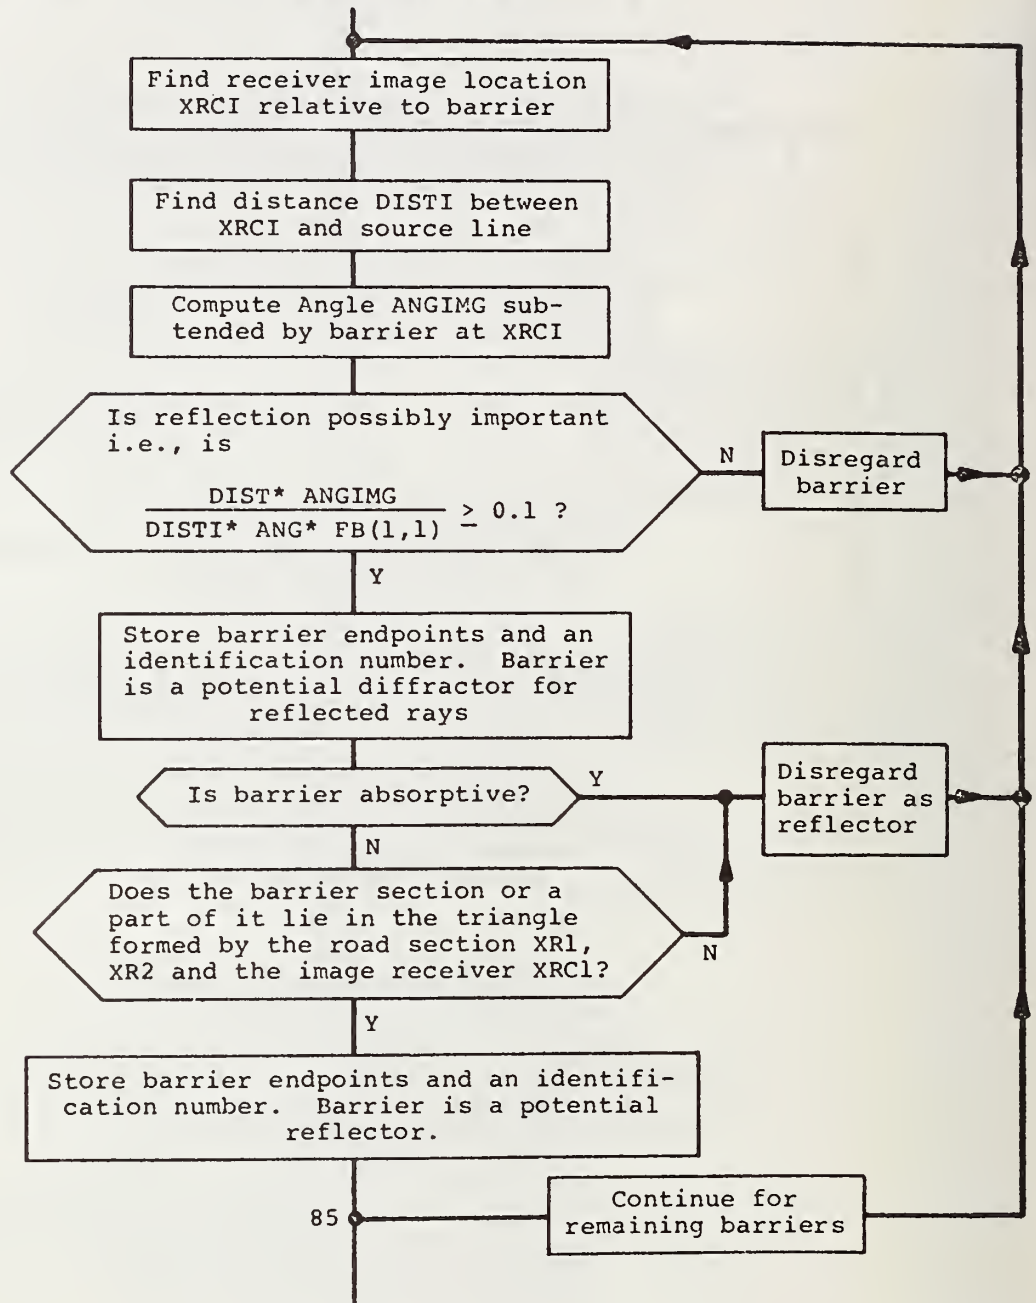 Find receiver image location
XRCI relative to barrier
Find distance DISTI between
XRCI and source line
Compute Angle ANGIMG sub-
tended by barrier at XRCI
Is reflection possibly important
i.e., is
DIST* ANGIMG
DISTI* ANG* FB(1,1)
≥ 0.1 ?
N
Disregard
barrier
Y
Store barrier endpoints and an
identification number. Barrier
is a potential diffractor for
reflected rays
Is barrier absorptive?
Y
Disregard
barrier as
reflector
N
Does the barrier section or a
part of it lie in the triangle
formed by the road section XR1,
XR2 and the image receiver XRC1?
N
Y
Store barrier endpoints and an identifi-
cation number. Barrier is a potential
reflector.
85
Continue for
remaining barriers